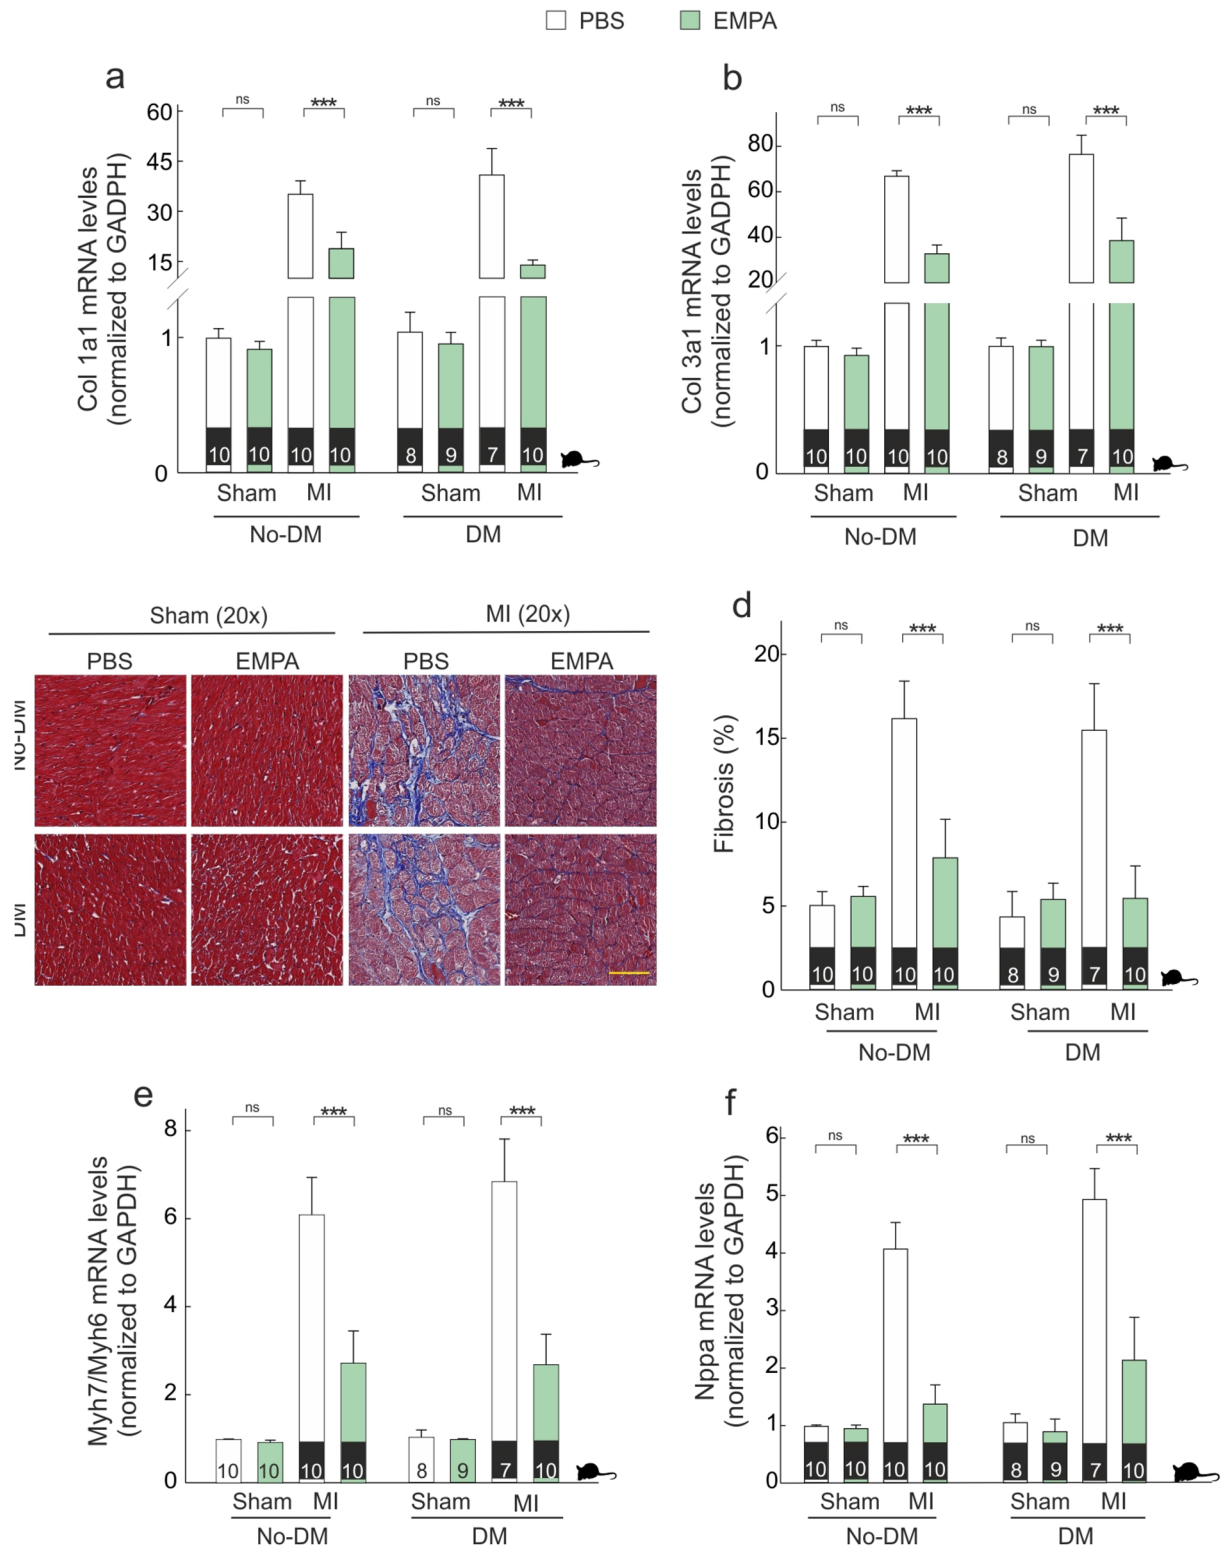 PBS EMPA
a
ns *** ns ***
60
45
30
15
1
0
Col 1a1 mRNA levles
(normalized to GADPH)
10 10 10 10 8 9 7 10
Sham MI Sham MI
No-DM DM
b
ns *** ns ***
80
60
40
20
1
0
Col 3a1 mRNA levels
(normalized to GADPH)
10 10 10 10 8 9 7 10
Sham MI Sham MI
No-DM DM
Sham (20x) MI (20x)
PBS EMPA PBS EMPA
No-DM
DM
d
ns *** ns ***
20
15
10
5
0
Fibrosis (%)
10 10 10 10 8 9 7 10
Sham MI Sham MI
No-DM DM
e
ns *** ns ***
8
6
4
2
0
Myh7/Myh6 mRNA levels
(normalized to GAPDH)
10 10 10 10 8 9 7 10
Sham MI Sham MI
No-DM DM
f
ns *** ns ***
6
5
4
3
2
1
0
Nppa mRNA levels
(normalized to GAPDH)
10 10 10 10 8 9 7 10
Sham MI Sham MI
No-DM DM